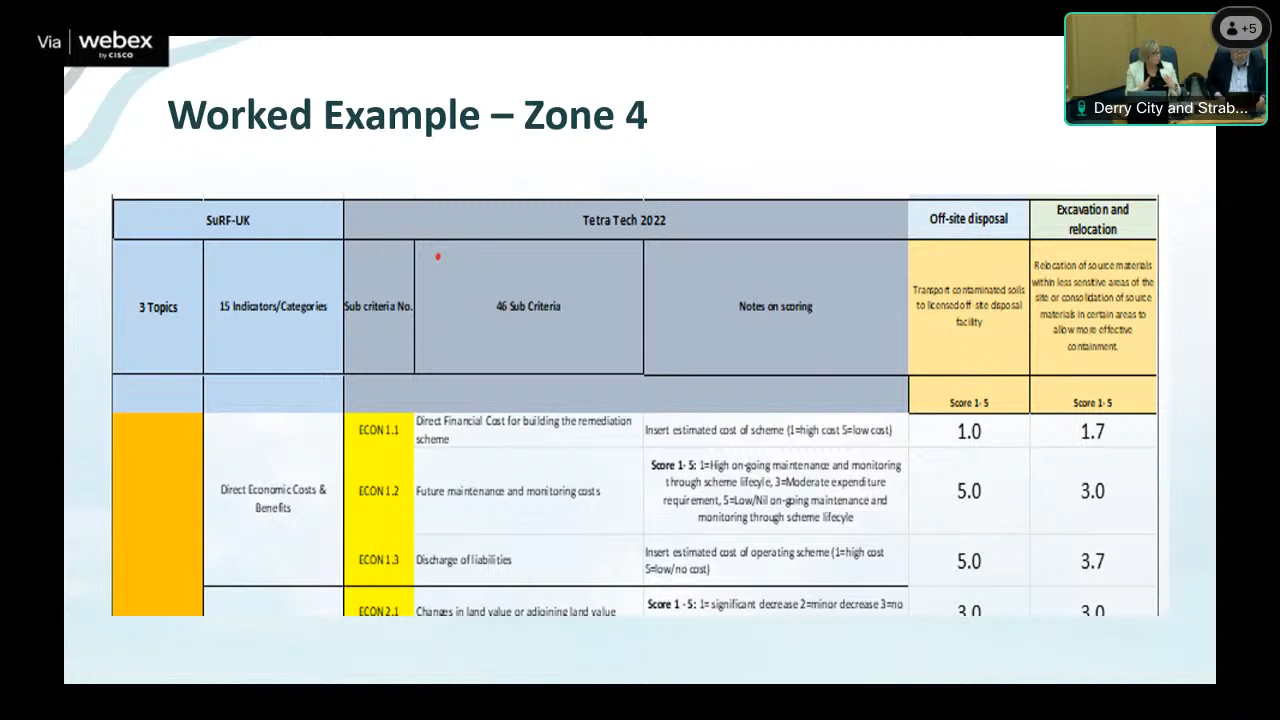 Via webex
by CISCO
+5
Derry City and Strab...
Worked Example – Zone 4
SuRF-UK
Tetra Tech 2022
Off-site disposal
Excavation and
relocation
3 Topics
15 Indicators/Categories
Sub criteria No.
46 Sub Criteria
Notes on scoring
Transport contaminated soils
to licensed off-site disposal
facility
Relocation of source materials
within less sensitive areas of the
site or consolidation of source
materials in certain areas to
allow more effective
containment.
Score 1- 5
Score 1- 5
Direct Economic Costs &
Benefits
ECON 1.1
Direct Financial Cost for building the remediation
scheme
Insert estimated cost of scheme (1=high cost 5=low cost)
1.0
1.7
ECON 1.2
Future maintenance and monitoring costs
Score 1- 5: 1=High on-going maintenance and monitoring
through scheme lifecyle, 3=Moderate expenditure
requirement, 5=Low/Nil on-going maintenance and
monitoring through scheme lifecyle
5.0
3.0
ECON 1.3
Discharge of liabilities
Insert estimated cost of operating scheme (1=high cost
5=low/no cost)
5.0
3.7
ECON 2.1
Changes in land value or adjoining land value
Score 1 - 5: 1= significant decrease 2=minor decrease 3=no
3.0
3.0